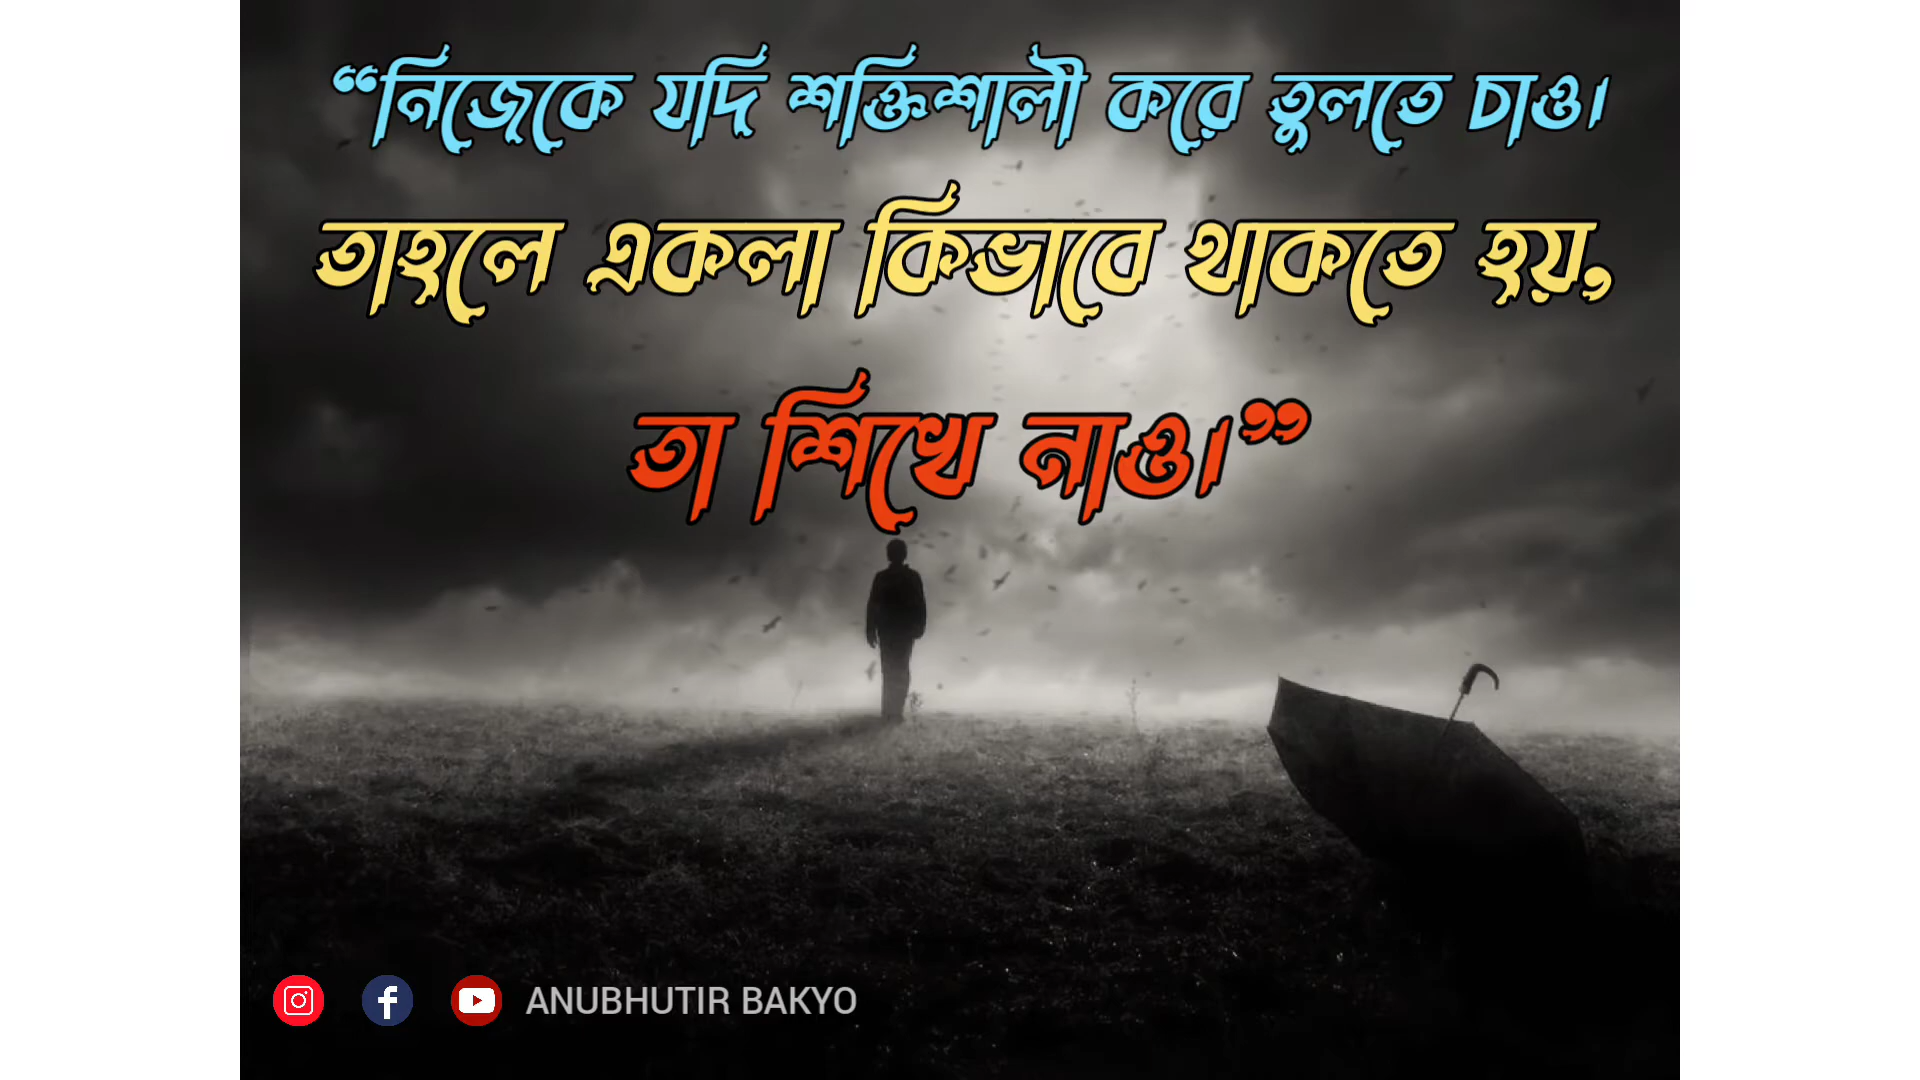 “নিজেকে যদি শক্তিশালী করে তুলতে চাও।
তাহলে একলা কিভাবে থাকতে হয়,
তা শিখে নাও।”
ANUBHUTIR BAKYO